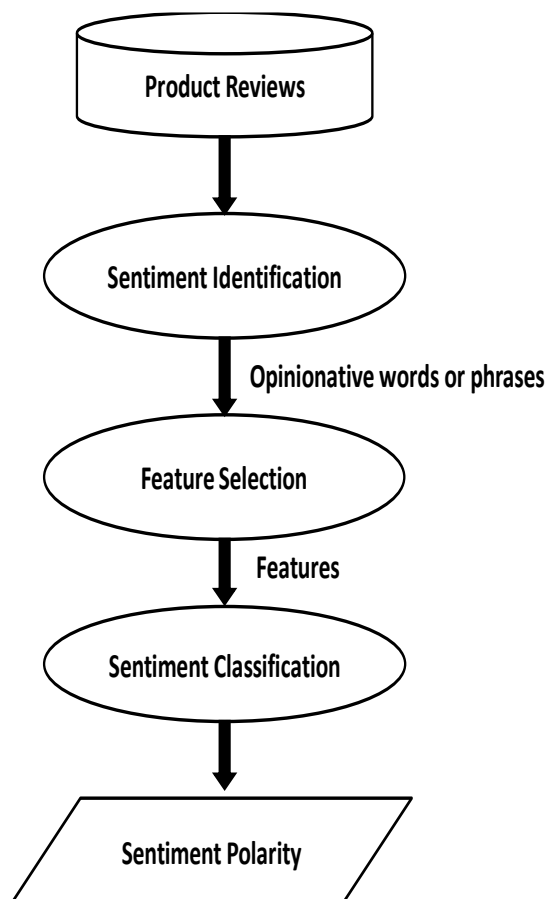 Product Reviews
Sentiment Identification
Opinionative words or phrases
Feature Selection
Features
Sentiment Classification
Sentiment Polarity